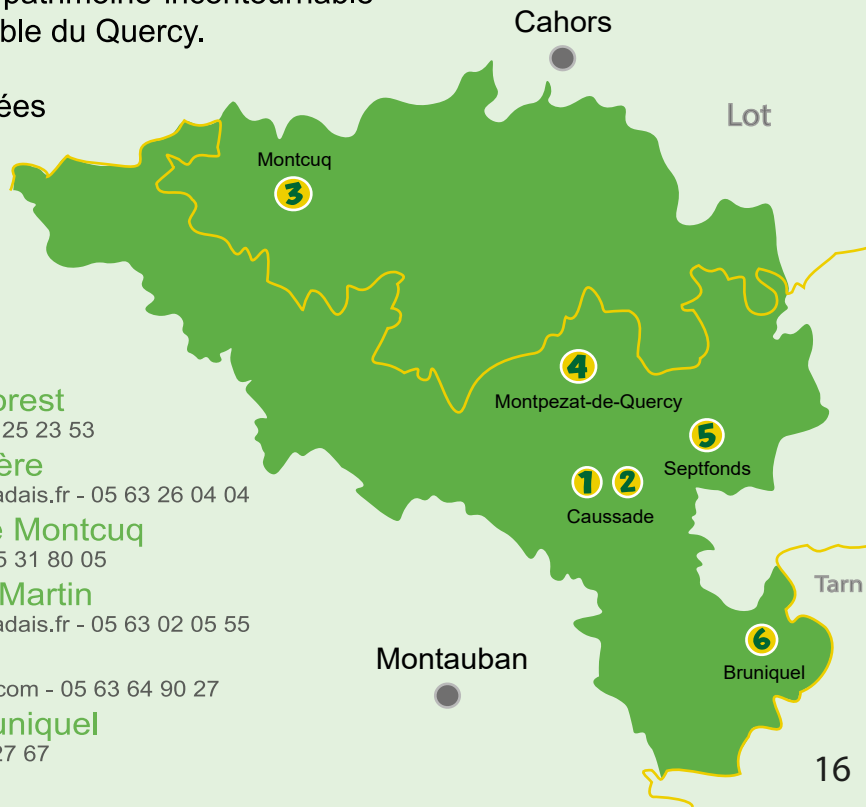 patrimoine incontournable
ble du Quercy.
ées
Cahors
Lot
Montcuq
3
4
Montpezat-de-Quercy
5
Septfonds
1 2
Caussade
Tarn
6
Bruniquel
Montauban
orest
25 23 53
ère
adais.fr - 05 63 26 04 04
e Montcuq
5 31 80 05
Martin
adais.fr - 05 63 02 05 55
com - 05 63 64 90 27
uniquel
27 67
16